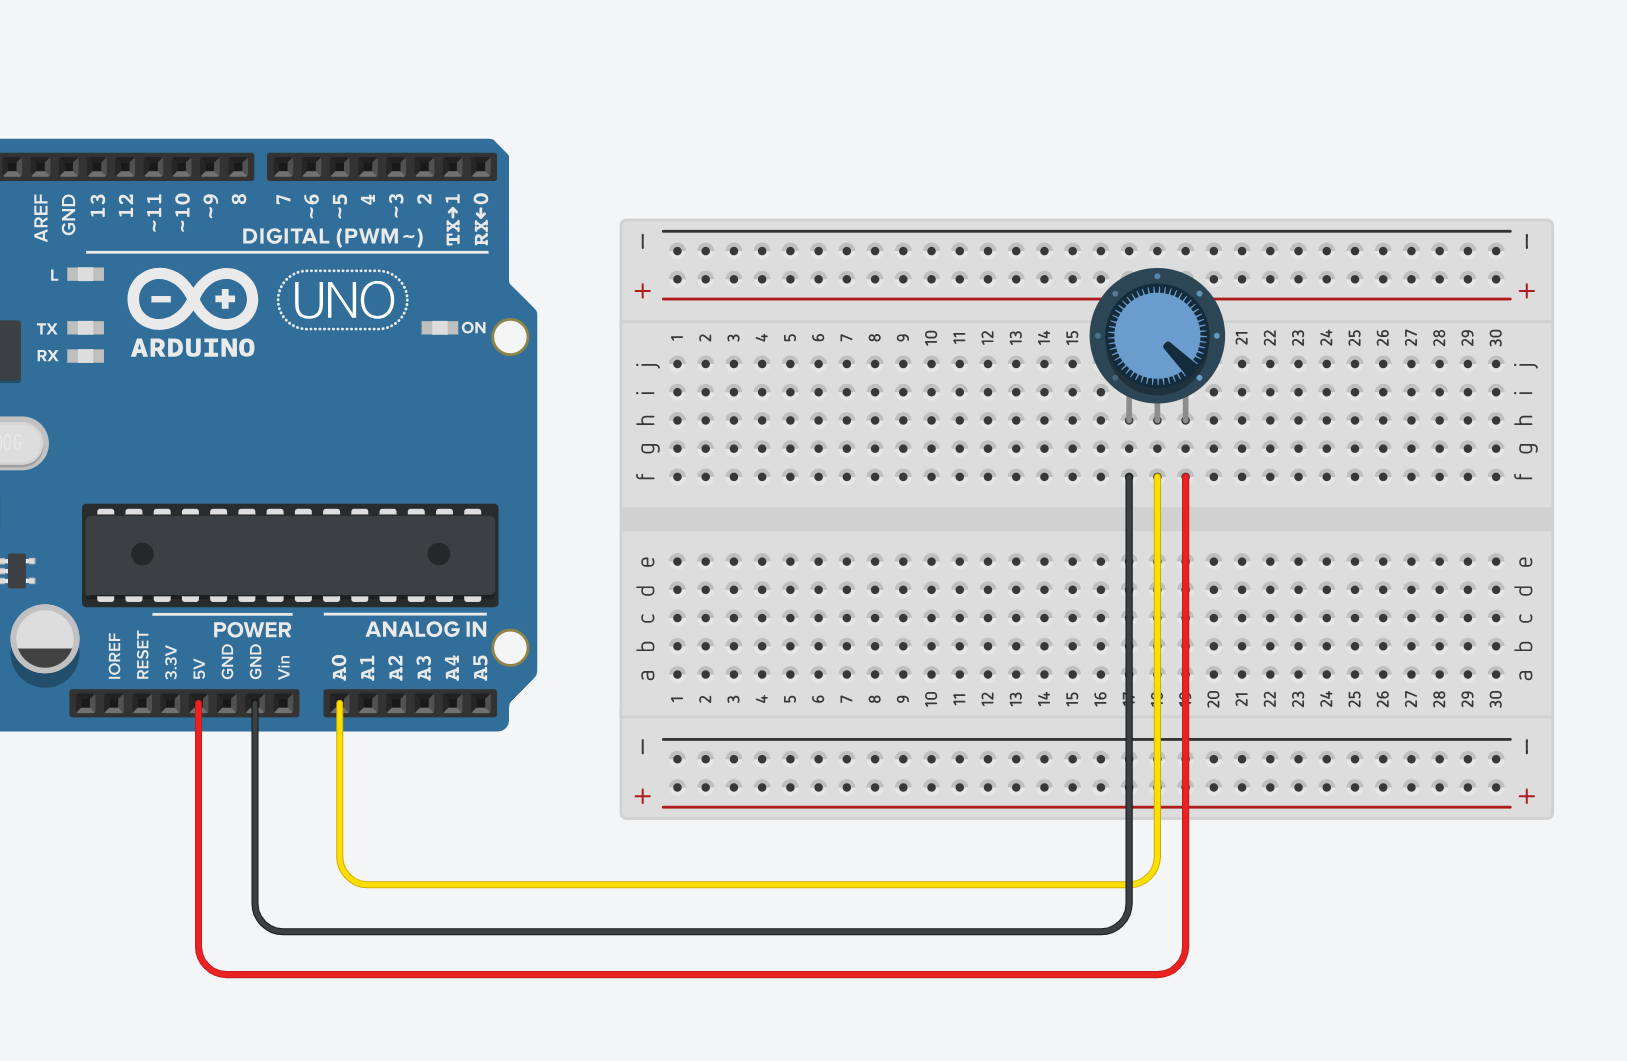 AREF GND 13 12 ~11 ~10 ~9 8 7 ~6 ~5 4 ~3 2 TX→1 RX←0
DIGITAL (PWM~)
L
TX
RX
ARDUINO
UNO
ON
IOREF RESET 3.3V 5V GND GND Vin
POWER
ANALOG IN
A0 A1 A2 A3 A4 A5
− −
+ +
1 2 3 4 5 6 7 8 9 10 11 12 13 14 15 21 22 23 24 25 26 27 28 29 30
j j
i i
h h
g g
f f
e e
d d
c c
b b
a a
1 2 3 4 5 6 7 8 9 10 11 12 13 14 15 16 17 18 19 20 21 22 23 24 25 26 27 28 29 30
− −
+ +